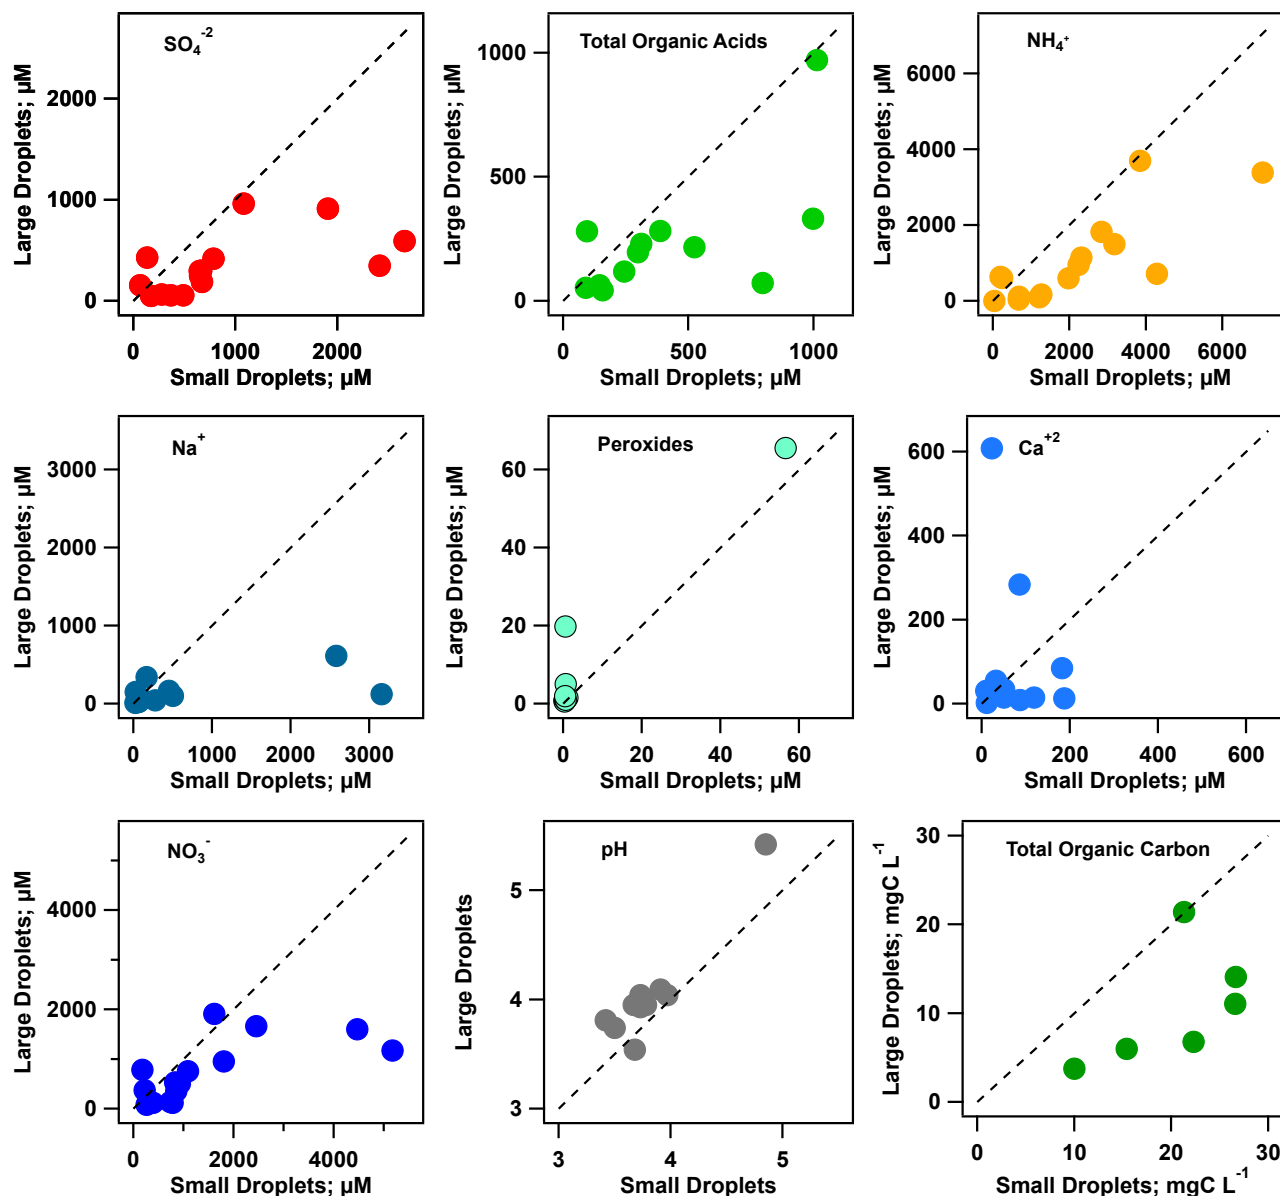 SO4-2
Large Droplets; µM
2000
1000
0
0 1000 2000
Small Droplets; µM
Total Organic Acids
Large Droplets; µM
1000
500
0
0 500 1000
Small Droplets; µM
NH4+
Large Droplets; µM
6000
4000
2000
0
0 2000 4000 6000
Small Droplets; µM
Na+
Large Droplets; µM
3000
2000
1000
0
0 1000 2000 3000
Small Droplets; µM
Peroxides
Large Droplets; µM
60
40
20
0
0 20 40 60
Small Droplets; µM
Ca+2
Large Droplets; µM
600
400
200
0
0 200 400 600
Small Droplets; µM
NO3-
Large Droplets; µM
4000
2000
0
0 2000 4000
Small Droplets; µM
pH
Large Droplets
5
4
3
3 4 5
Small Droplets
Total Organic Carbon
Large Droplets; mgC L-1
30
20
10
0
0 10 20 30
Small Droplets; mgC L-1